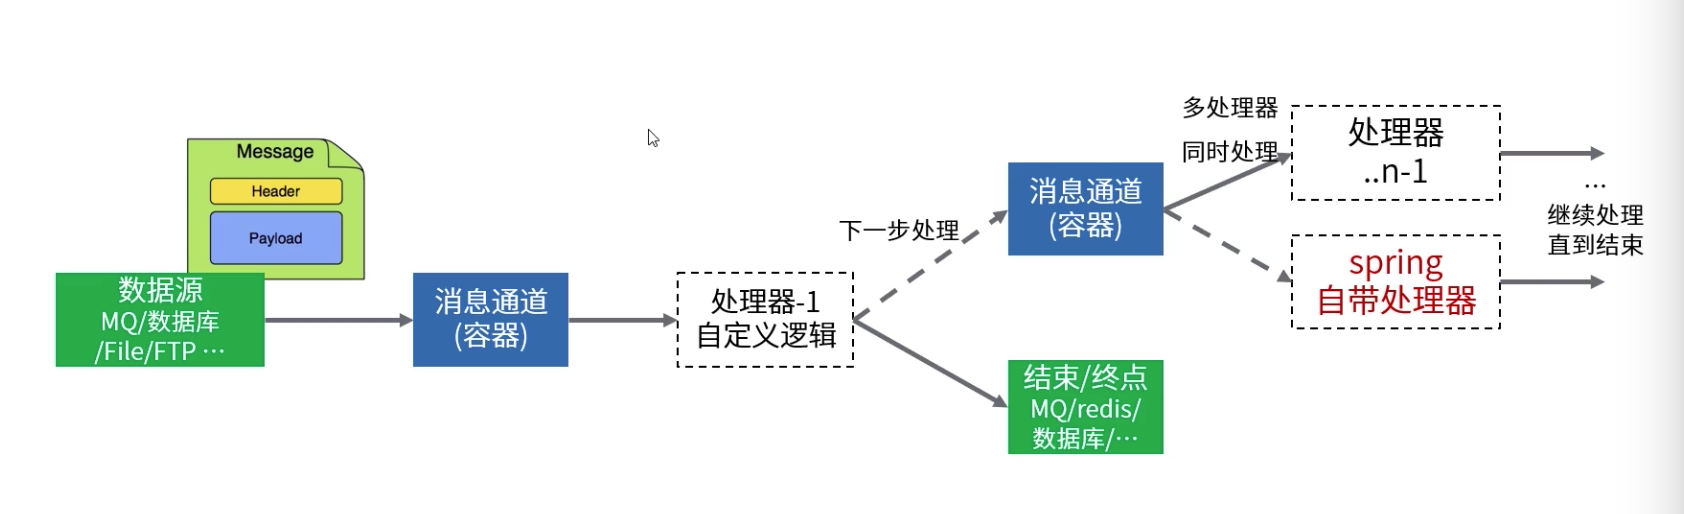 Message
Header
Payload
数据源
MQ/数据库
/File/FTP …
消息通道
(容器)
处理器-1
自定义逻辑
下一步处理
消息通道
(容器)
结束/终点
MQ/redis/
数据库/…
多处理器
同时处理
处理器
..n-1
spring
自带处理器
...
继续处理
直到结束